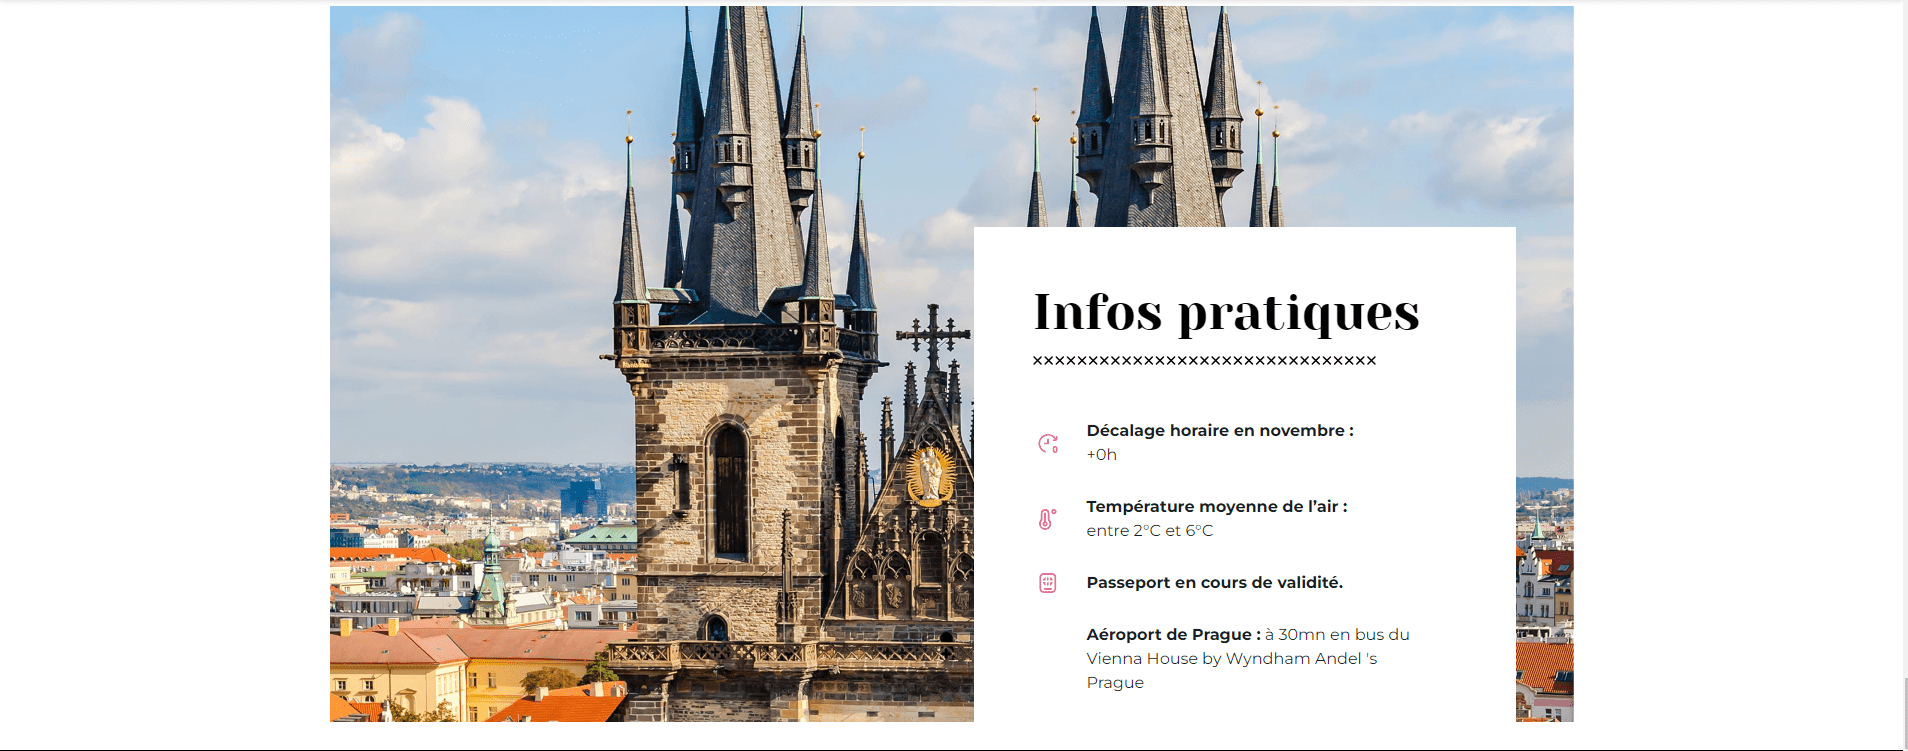 Infos pratiques
×××××××××××××××××××××××××××××××
Décalage horaire en novembre :
+0h
Température moyenne de l’air :
entre 2°C et 6°C
Passeport en cours de validité.
Aéroport de Prague : à 30mn en bus du
Vienna House by Wyndham Andel 's
Prague